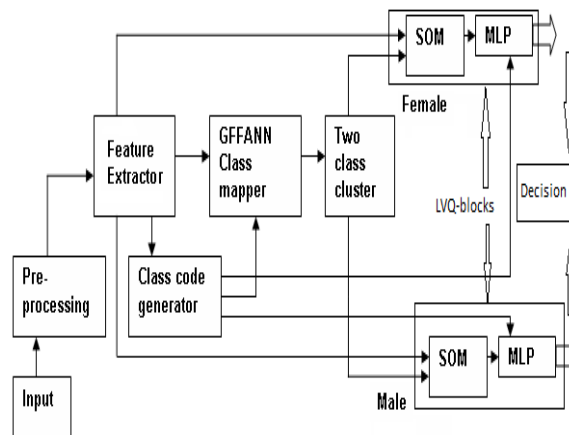 SOM
MLP
Female
Feature
Extractor
GFFANN
Class
mapper
Two
class
cluster
LVQ-blocks
Decision
Pre-
processing
Class code
generator
SOM
MLP
Male
Input